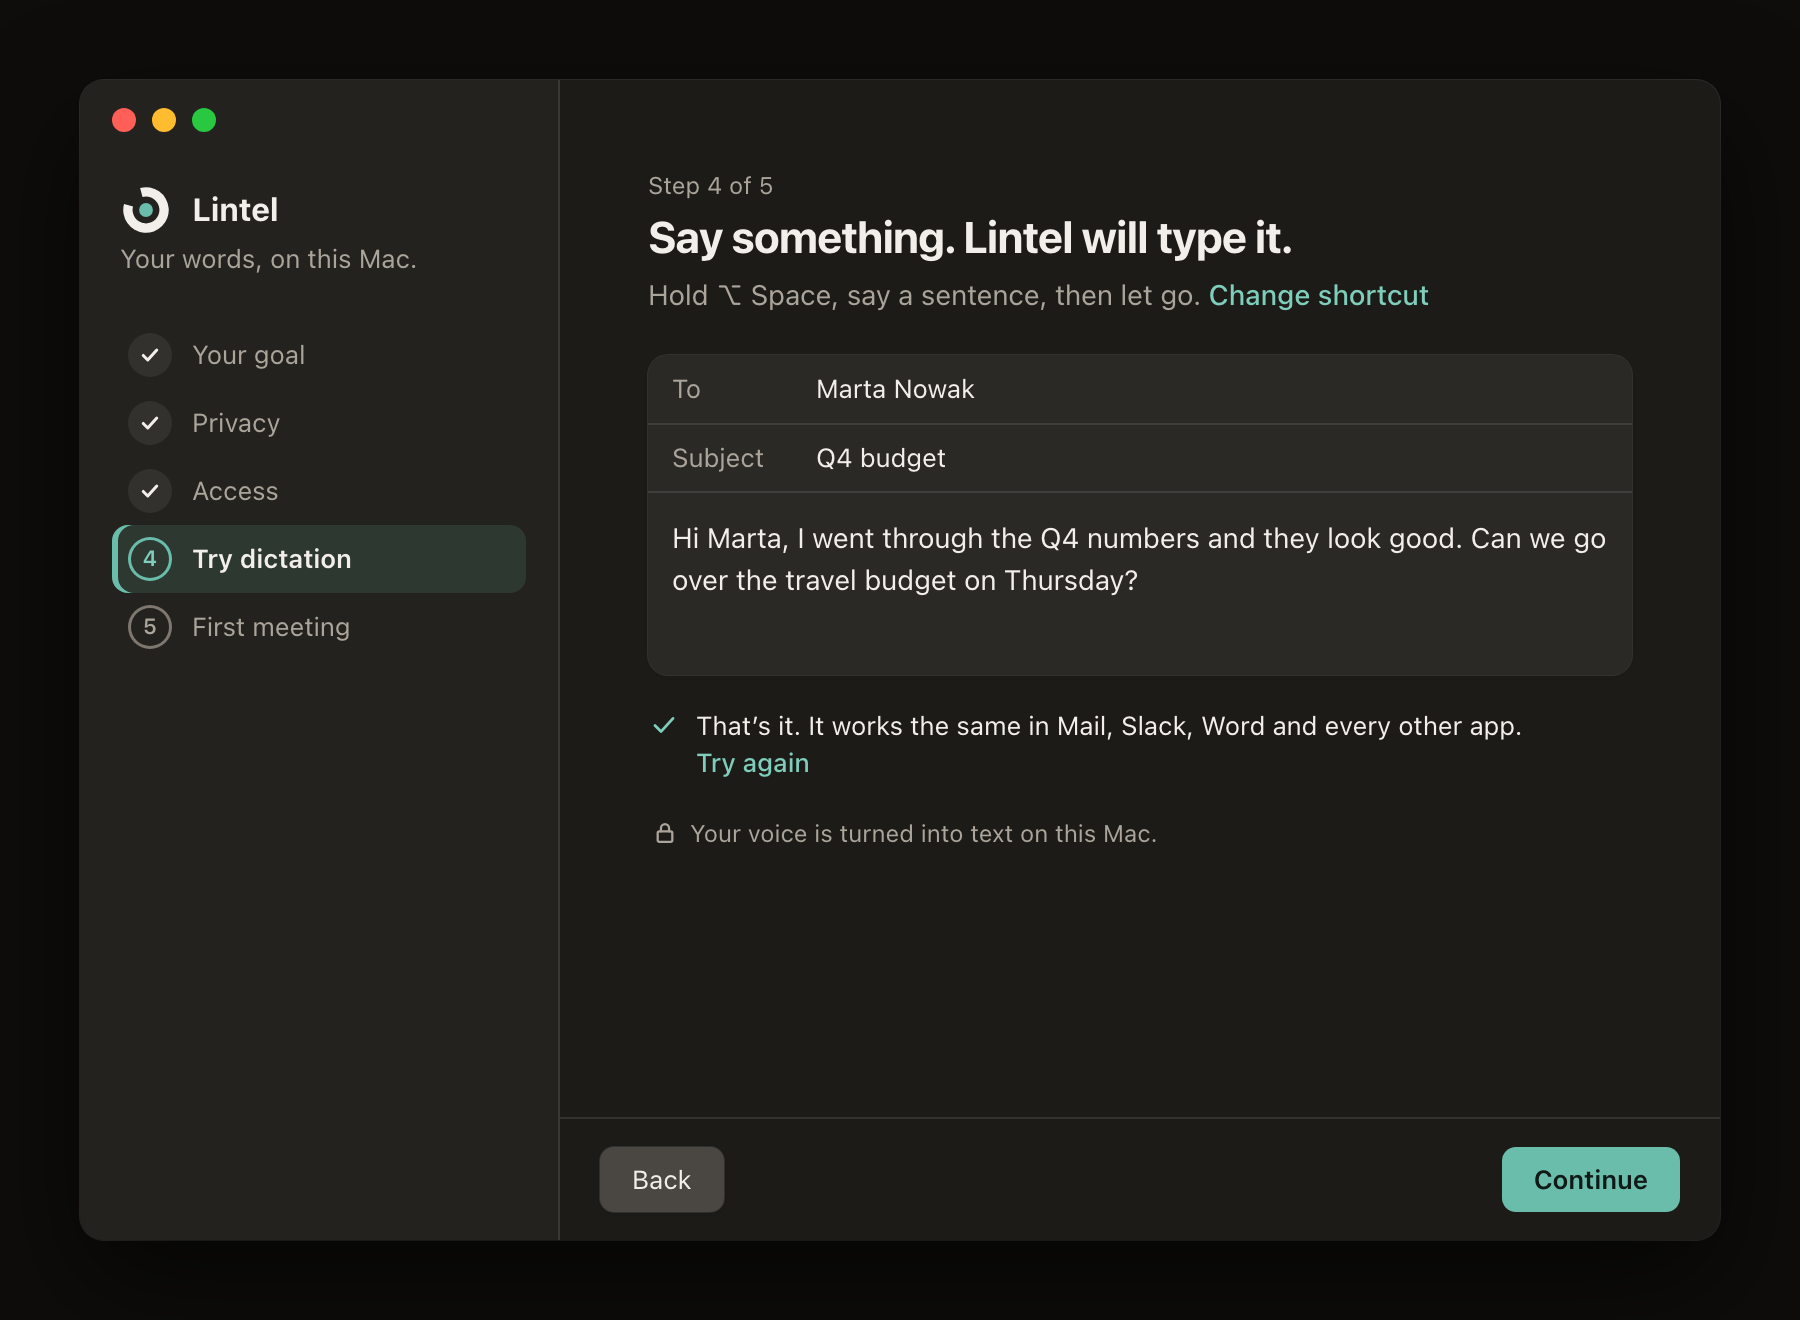 Lintel
Your words, on this Mac.
Your goal
Privacy
Access
4 Try dictation
5 First meeting
Step 4 of 5
Say something. Lintel will type it.
Hold ⌥ Space, say a sentence, then let go. Change shortcut
To Marta Nowak
Subject Q4 budget
Hi Marta, I went through the Q4 numbers and they look good. Can we go
over the travel budget on Thursday?
That’s it. It works the same in Mail, Slack, Word and every other app.
Try again
Your voice is turned into text on this Mac.
Back
Continue